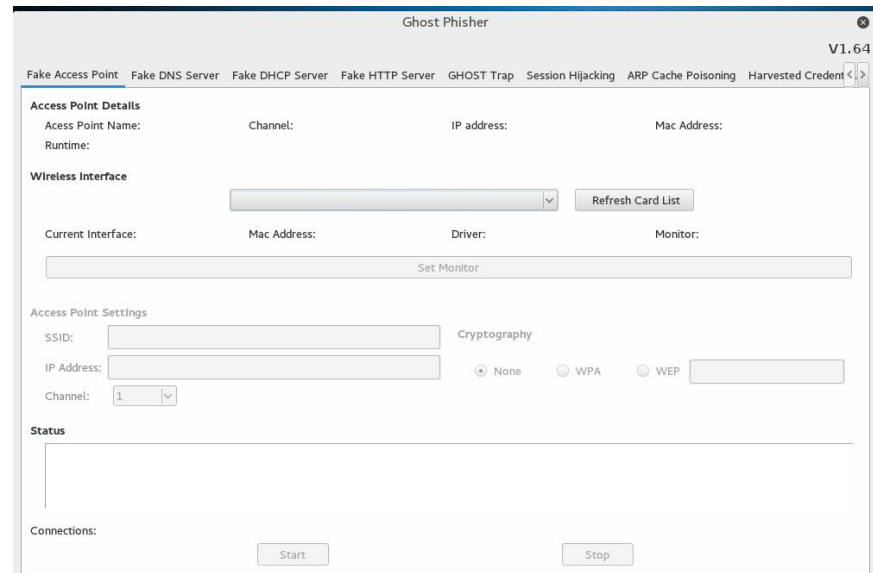 Ghost Phisher
V1.64
Fake Access Point Fake DNS Server Fake DHCP Server Fake HTTP Server GHOST Trap Session Hijacking ARP Cache Poisoning Harvested Credent
Access Point Details
Acess Point Name: Channel: IP address: Mac Address:
Runtime:
Wireless Interface
Refresh Card List
Current Interface: Mac Address: Driver: Monitor:
Set Monitor
Access Point Settings
SSID: Cryptography
IP Address: None WPA WEP
Channel: 1
Status
Connections:
Start Stop